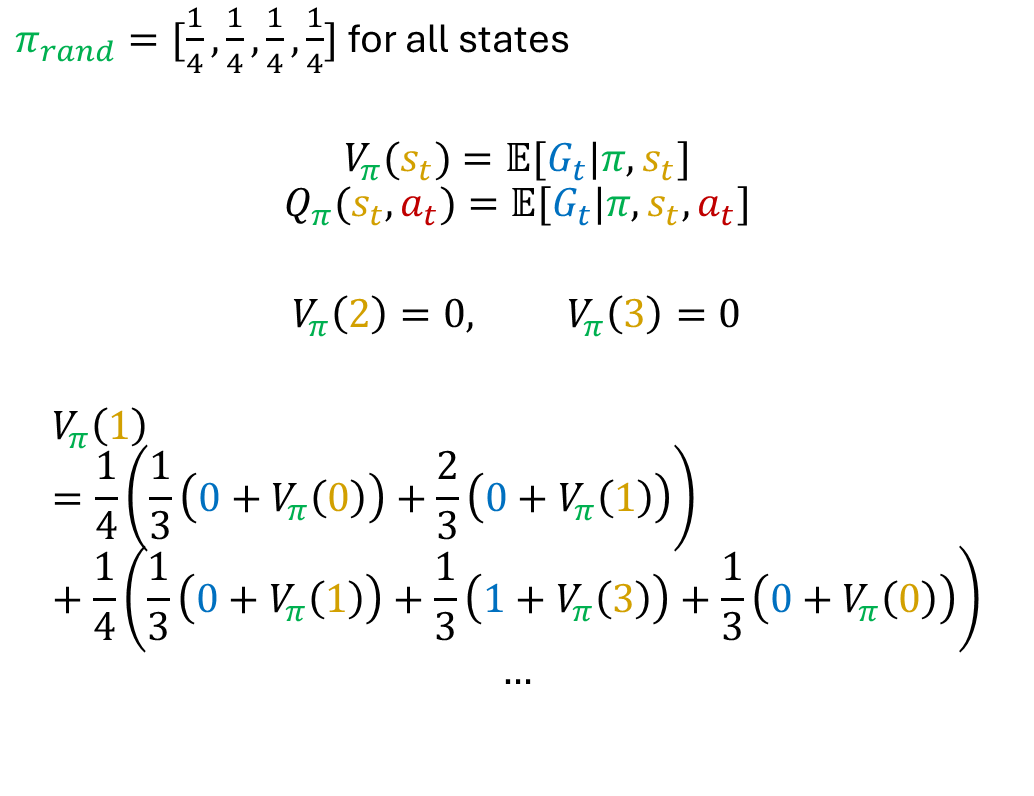 π_rand = [1/4, 1/4, 1/4, 1/4] for all states
V_π(s_t) = 𝔼[G_t|π, s_t]
Q_π(s_t, a_t) = 𝔼[G_t|π, s_t, a_t]
V_π(2) = 0, V_π(3) = 0
V_π(1)
= 1/4 (1/3 (0 + V_π(0)) + 2/3 (0 + V_π(1)))
+ 1/4 (1/3 (0 + V_π(1)) + 1/3 (1 + V_π(3)) + 1/3 (0 + V_π(0)))
...